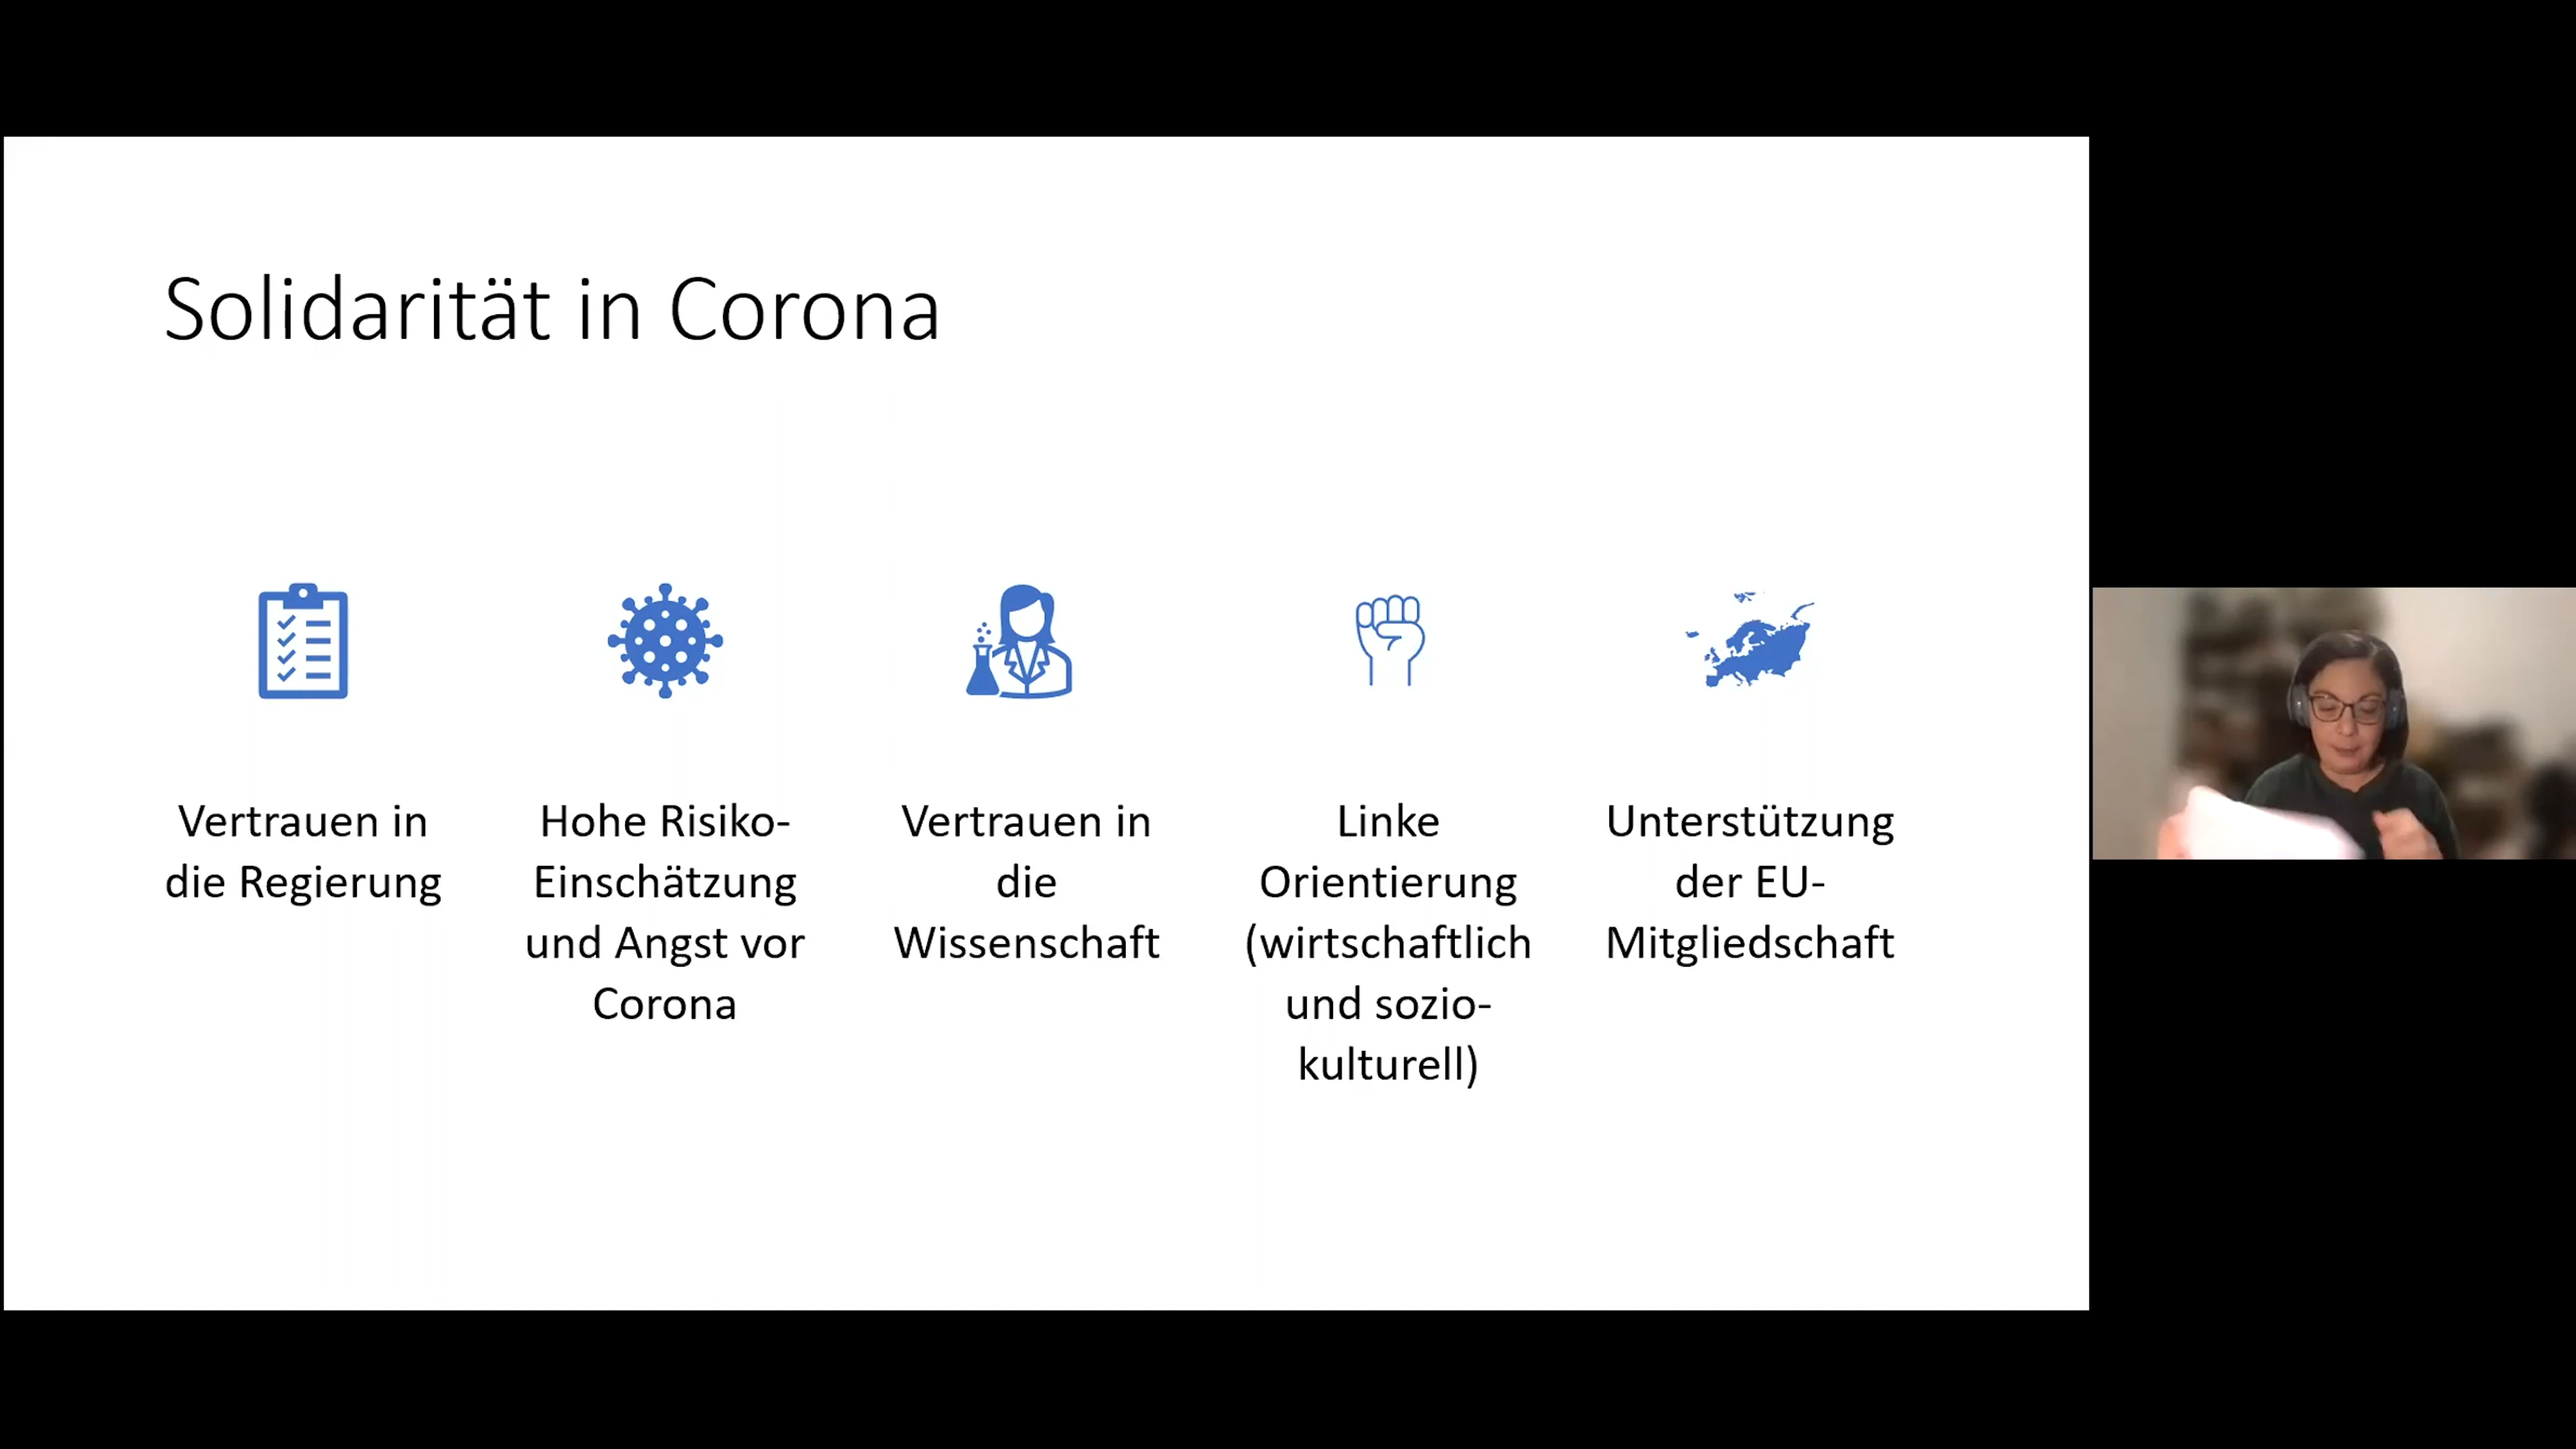 Solidarität in Corona
Vertrauen in
die Regierung
Hohe Risiko-
Einschätzung
und Angst vor
Corona
Vertrauen in
die
Wissenschaft
Linke
Orientierung
(wirtschaftlich
und sozio-
kulturell)
Unterstützung
der EU-
Mitgliedschaft